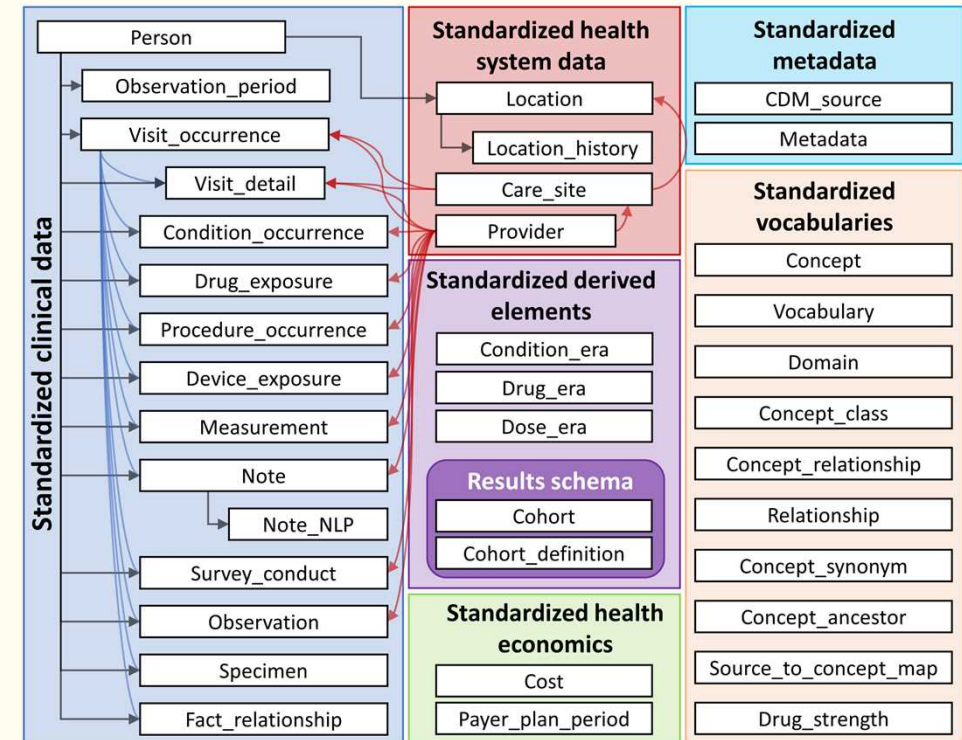 Standardized clinical data
Person
Observation_period
Visit_occurrence
Visit_detail
Condition_occurrence
Drug_exposure
Procedure_occurrence
Device_exposure
Measurement
Note
Note_NLP
Survey_conduct
Observation
Specimen
Fact_relationship
Standardized health
system data
Location
Location_history
Care_site
Provider
Standardized derived
elements
Condition_era
Drug_era
Dose_era
Results schema
Cohort
Cohort_definition
Standardized health
economics
Cost
Payer_plan_period
Standardized
metadata
CDM_source
Metadata
Standardized
vocabularies
Concept
Vocabulary
Domain
Concept_class
Concept_relationship
Relationship
Concept_synonym
Concept_ancestor
Source_to_concept_map
Drug_strength